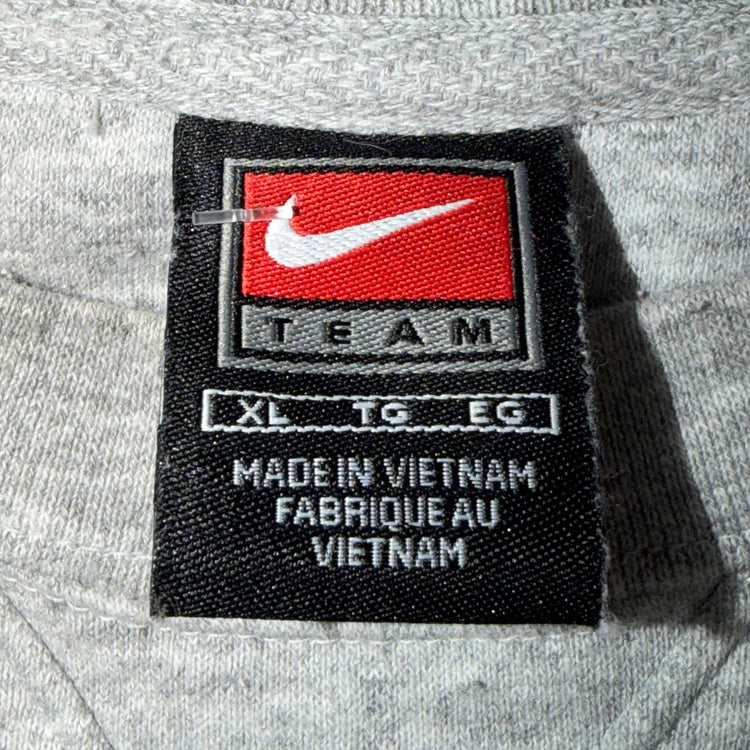 TEAM
XL TG EG
MADE IN VIETNAM
FABRIQUE AU
VIETNAM